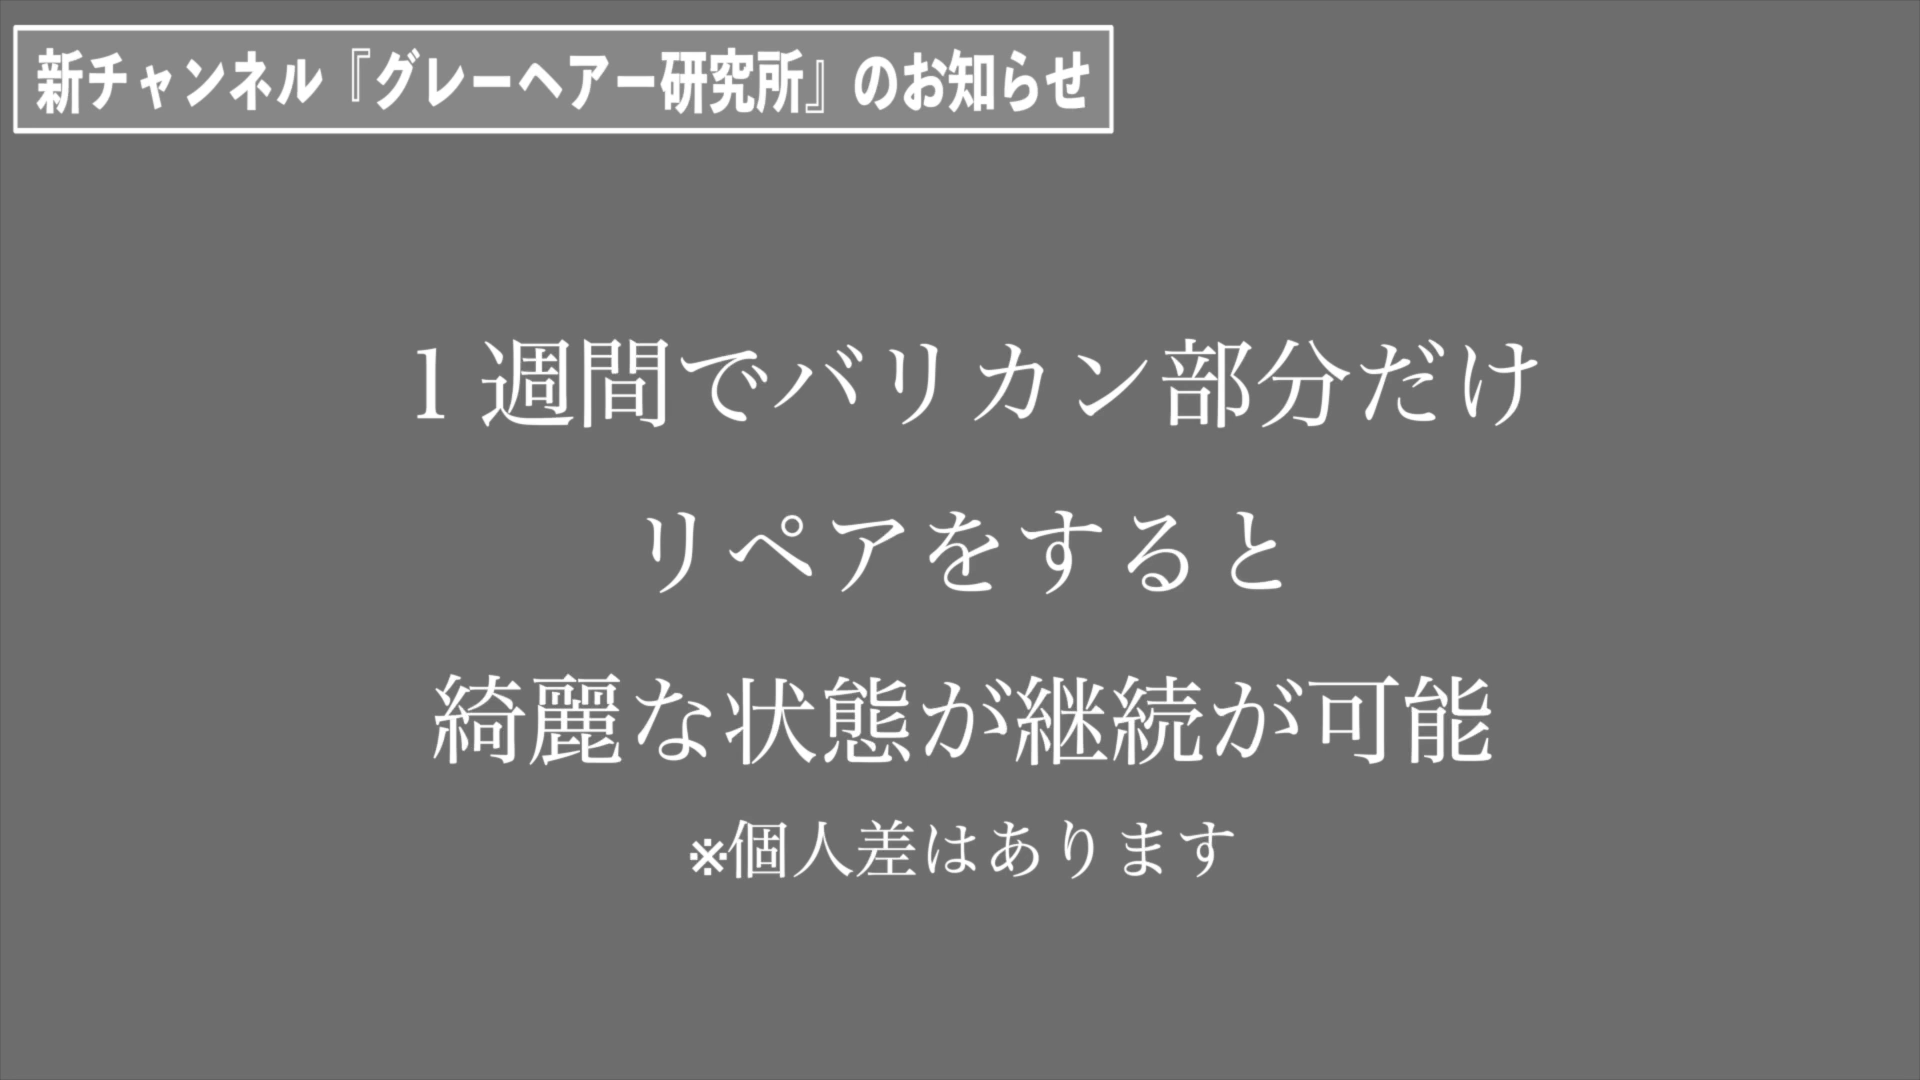 新チャンネル『グレーヘアー研究所』のお知らせ
１週間でバリカン部分だけ
リペアをすると
綺麗な状態が継続が可能
※個人差はあります